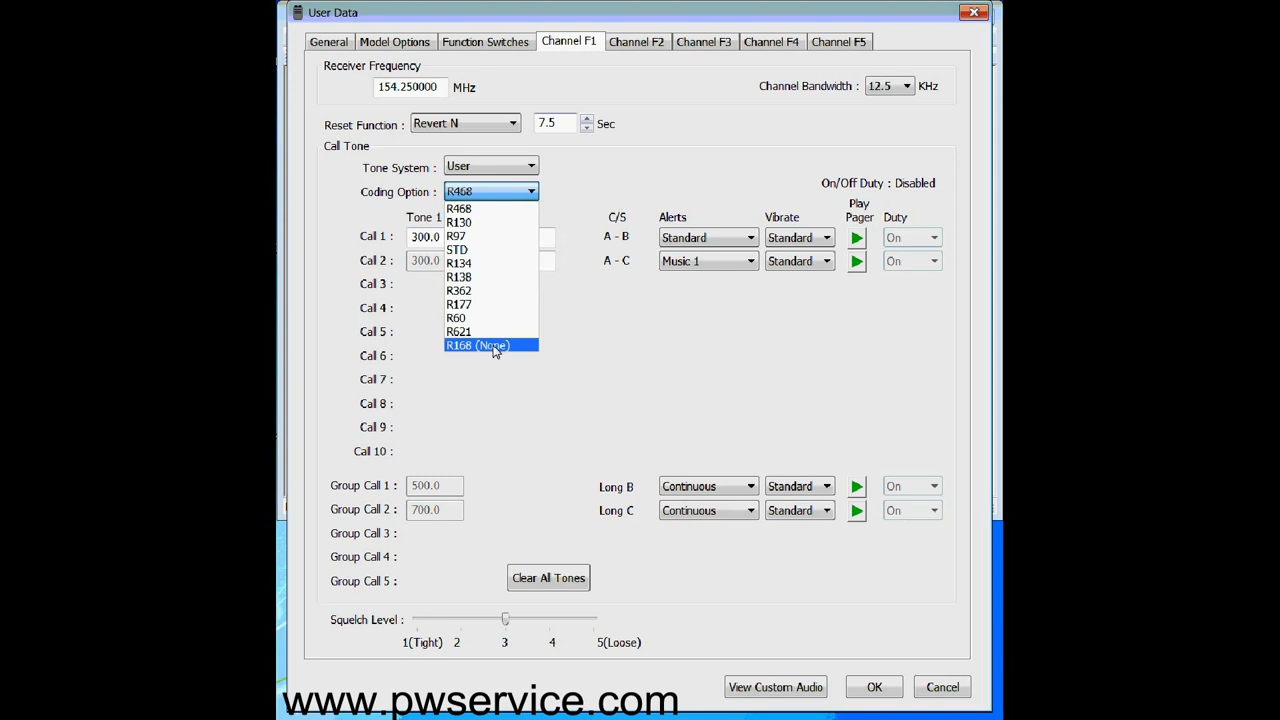 User Data
General Model Options Function Switches Channel F1 Channel F2 Channel F3 Channel F4 Channel F5
Receiver Frequency
154.250000 MHz Channel Bandwidth : 12.5 KHz
Reset Function : Revert N 7.5 Sec
Call Tone
Tone System : User
Coding Option : R468 On/Off Duty : Disabled
R468
R130
R97
STD
R134
R138
R362
R177
R60
R621
R168 (None)
Tone 1 C/S Alerts Vibrate Play Pager Duty
Call 1 : 300.0 A - B Standard Standard On
Call 2 : 300.0 A - C Music 1 Standard On
Call 3 :
Call 4 :
Call 5 :
Call 6 :
Call 7 :
Call 8 :
Call 9 :
Call 10 :
Group Call 1 : 500.0 Long B Continuous Standard On
Group Call 2 : 700.0 Long C Continuous Standard On
Group Call 3 :
Group Call 4 :
Group Call 5 : Clear All Tones
Squelch Level :
1(Tight) 2 3 4 5(Loose)
View Custom Audio OK Cancel
www.pwservice.com